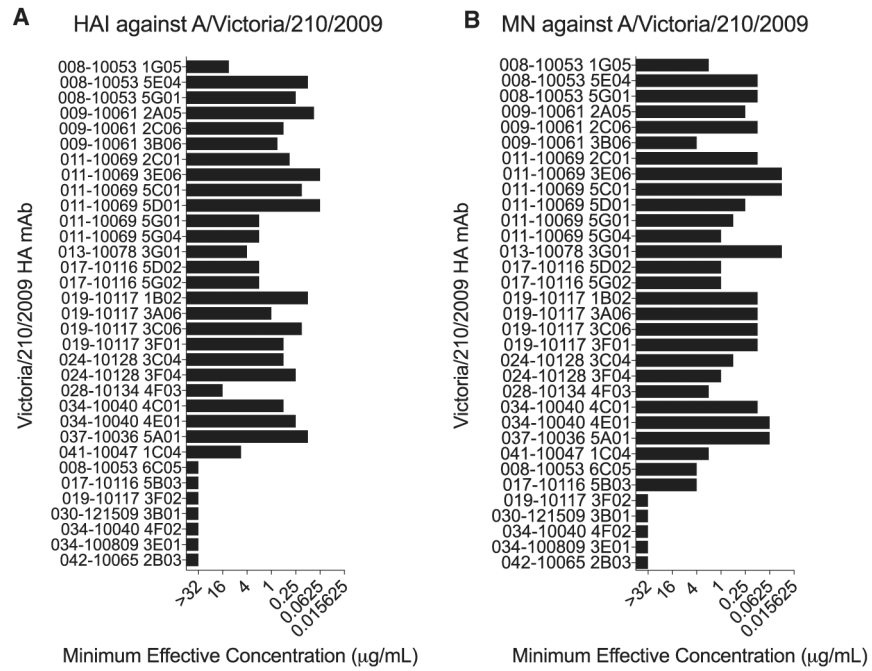 A
HAI against A/Victoria/210/2009
Victoria/210/2009 HA mAb
008-10053 1G05
008-10053 5E04
008-10053 5G01
009-10061 2A05
009-10061 2C06
009-10061 3B06
011-10069 2C01
011-10069 3E06
011-10069 5C01
011-10069 5D01
011-10069 5G01
011-10069 5G04
013-10078 3G01
017-10116 5D02
017-10116 5G02
019-10117 1B02
019-10117 3A06
019-10117 3C06
019-10117 3F01
024-10128 3C04
024-10128 3F04
028-10134 4F03
034-10040 4C01
034-10040 4E01
037-10036 5A01
041-10047 1C04
008-10053 6C05
017-10116 5B03
019-10117 3F02
030-121509 3B01
034-10040 4F02
034-100809 3E01
042-10065 2B03
>32
16
4
1
0.25
0.0625
0.015625
Minimum Effective Concentration (μg/mL)
B
MN against A/Victoria/210/2009
Victoria/210/2009 HA mAb
008-10053 1G05
008-10053 5E04
008-10053 5G01
009-10061 2A05
009-10061 2C06
009-10061 3B06
011-10069 2C01
011-10069 3E06
011-10069 5C01
011-10069 5D01
011-10069 5G01
011-10069 5G04
013-10078 3G01
017-10116 5D02
017-10116 5G02
019-10117 1B02
019-10117 3A06
019-10117 3C06
019-10117 3F01
024-10128 3C04
024-10128 3F04
028-10134 4F03
034-10040 4C01
034-10040 4E01
037-10036 5A01
041-10047 1C04
008-10053 6C05
017-10116 5B03
019-10117 3F02
030-121509 3B01
034-10040 4F02
034-100809 3E01
042-10065 2B03
>32
16
4
1
0.25
0.0625
0.015625
Minimum Effective Concentration (μg/mL)